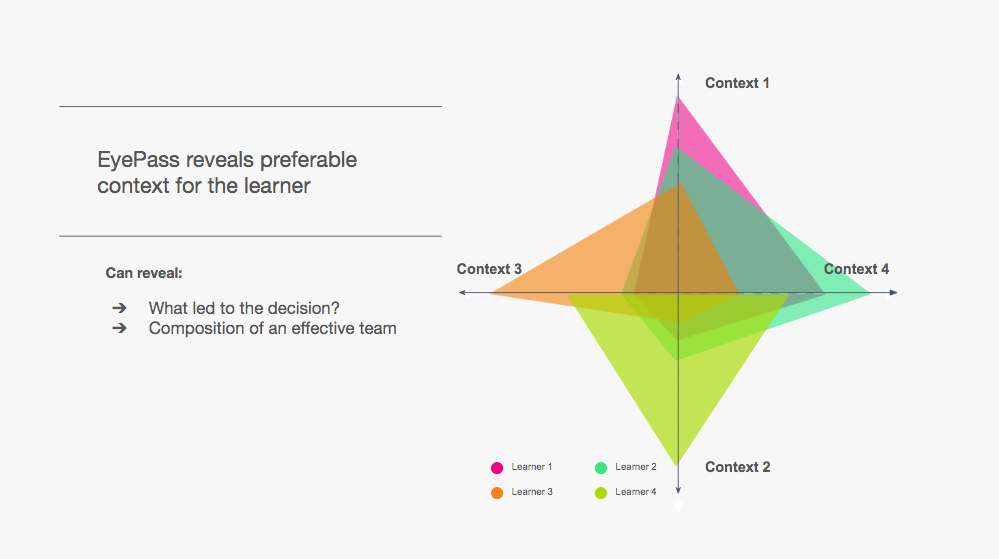 EyePass reveals preferable
context for the learner
Can reveal:
➔ What led to the decision?
➔ Composition of an effective team
Context 1
Context 3
Context 4
Context 2
Learner 1
Learner 2
Learner 3
Learner 4